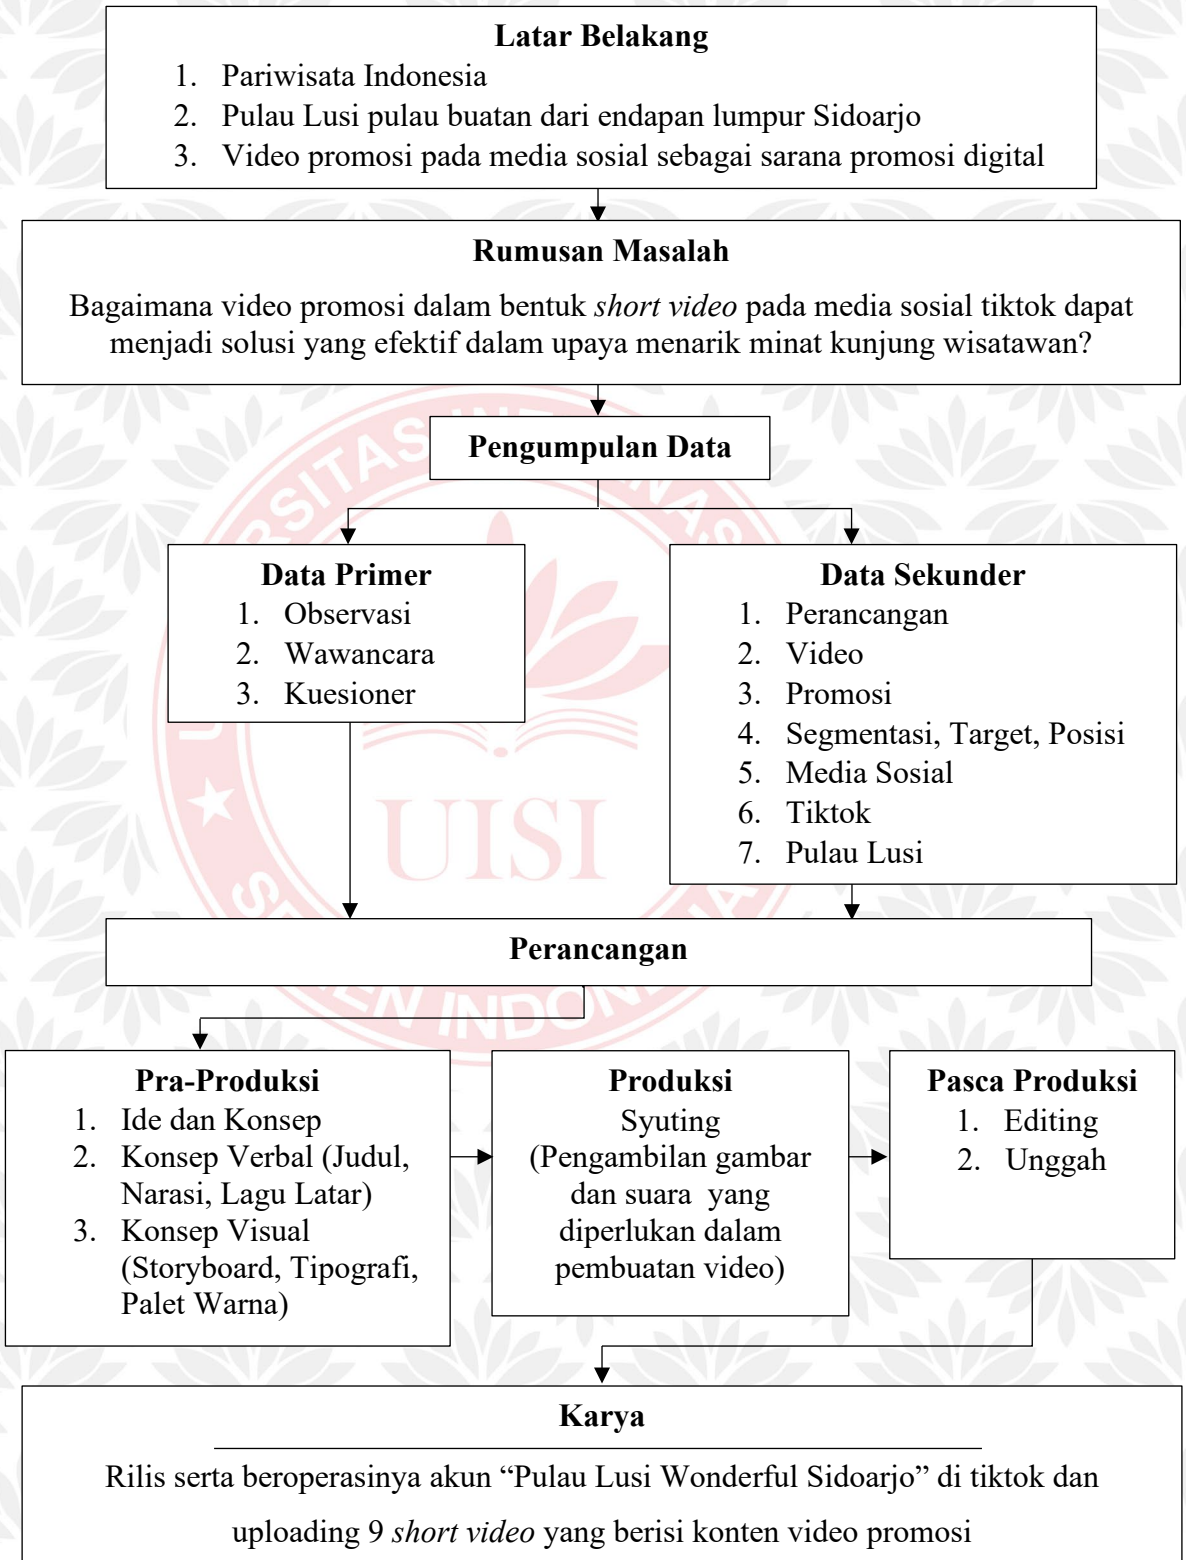 Latar Belakang
1. Pariwisata Indonesia
2. Pulau Lusi pulau buatan dari endapan lumpur Sidoarjo
3. Video promosi pada media sosial sebagai sarana promosi digital
Rumusan Masalah
Bagaimana video promosi dalam bentuk short video pada media sosial tiktok dapat
menjadi solusi yang efektif dalam upaya menarik minat kunjung wisatawan?
Pengumpulan Data
Data Primer
1. Observasi
2. Wawancara
3. Kuesioner
Data Sekunder
1. Perancangan
2. Video
3. Promosi
4. Segmentasi, Target, Posisi
5. Media Sosial
6. Tiktok
7. Pulau Lusi
UISI
Perancangan
Pra-Produksi
1. Ide dan Konsep
2. Konsep Verbal (Judul,
Narasi, Lagu Latar)
3. Konsep Visual
(Storyboard, Tipografi,
Palet Warna)
Produksi
Syuting
(Pengambilan gambar
dan suara yang
diperlukan dalam
pembuatan video)
Pasca Produksi
1. Editing
2. Unggah
Karya
Rilis serta beroperasinya akun “Pulau Lusi Wonderful Sidoarjo” di tiktok dan
uploading 9 short video yang berisi konten video promosi